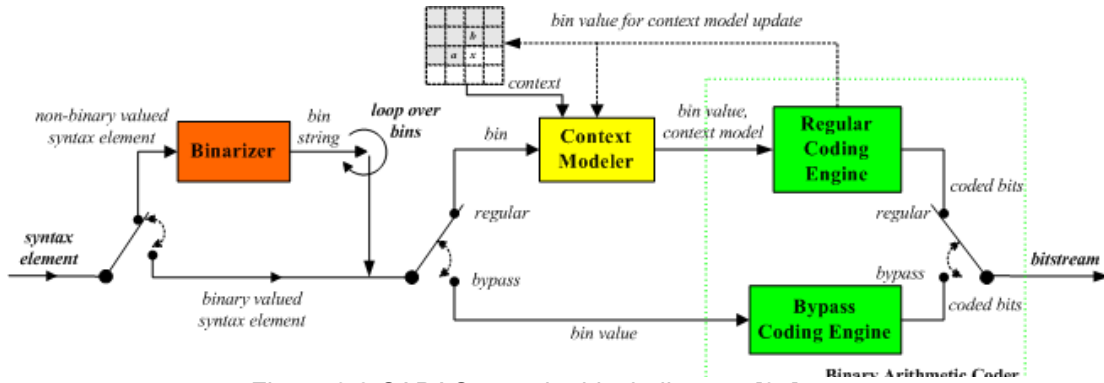 bin value for context model update
b
a x
context
non-binary valued
syntax element
bin
string
loop over
bins
Binarizer
bin
Context
Modeler
bin value,
context model
Regular
Coding
Engine
coded bits
regular
regular
syntax
element
bitstream
bypass
bypass
binary valued
syntax element
bin value
Bypass
Coding Engine
coded bits
Binary Arithmetic Coder